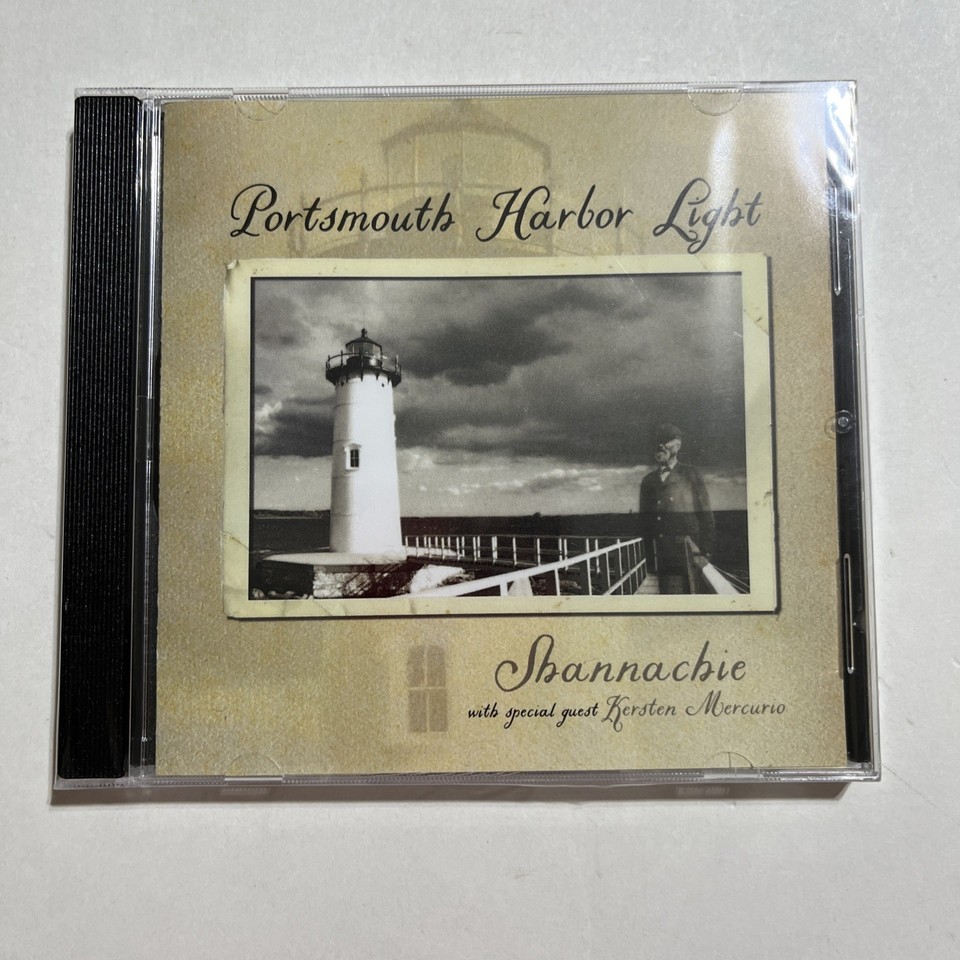 Portsmouth Harbor Light
Shannachie
with special guest Kersten Mercurio